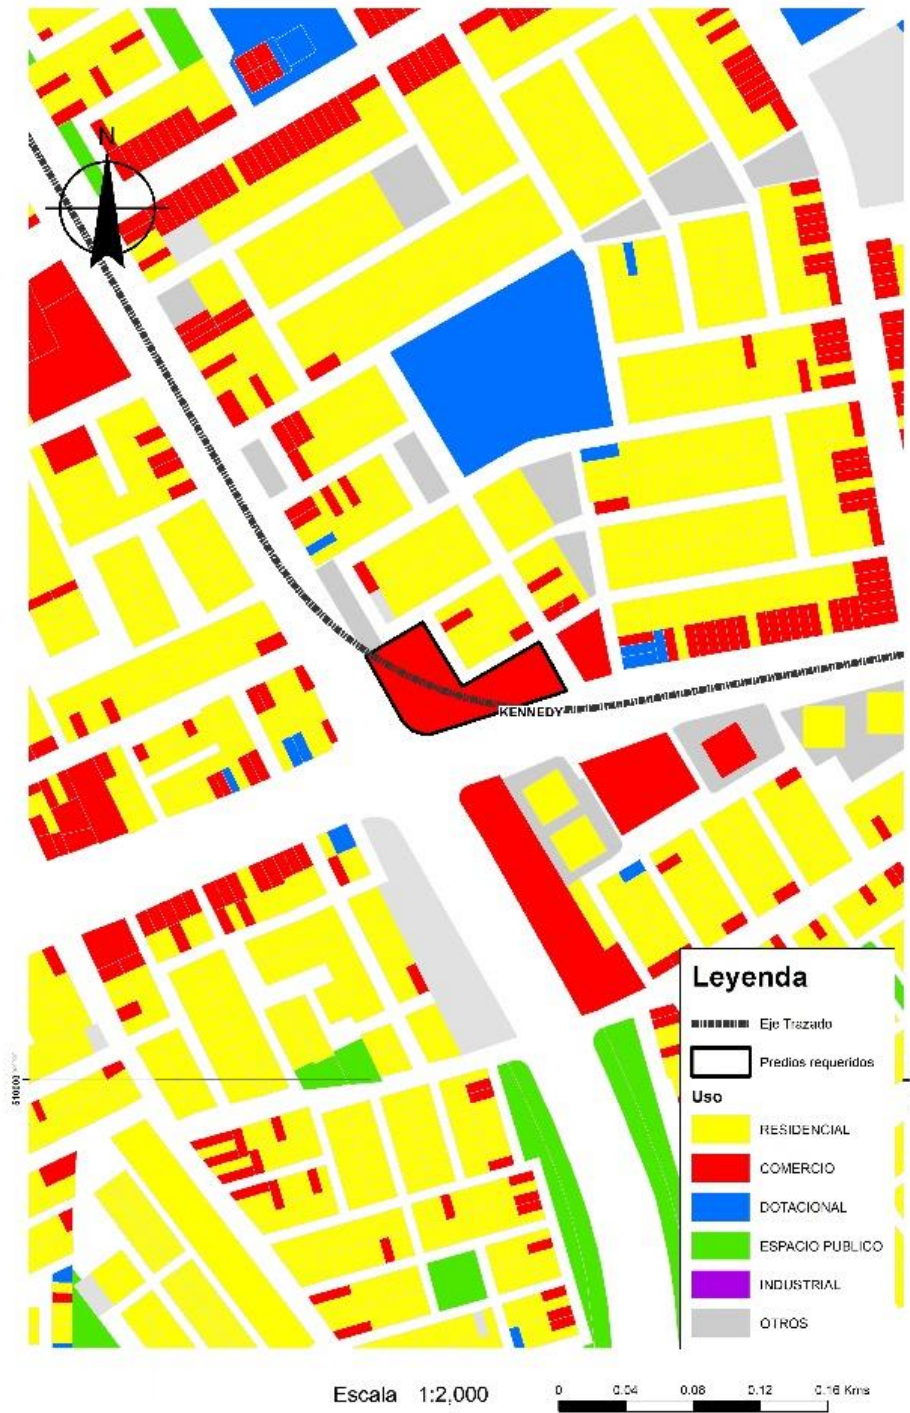 N
KENNEDY
Leyenda
Eje Trazado
Predios requeridos
Uso
RESIDENCIAL
COMERCIO
DOTACIONAL
ESPACIO PUBLICO
INDUSTRIAL
OTROS
Escala 1:2,000
0 0.04 0.08 0.12 0.16 Kms